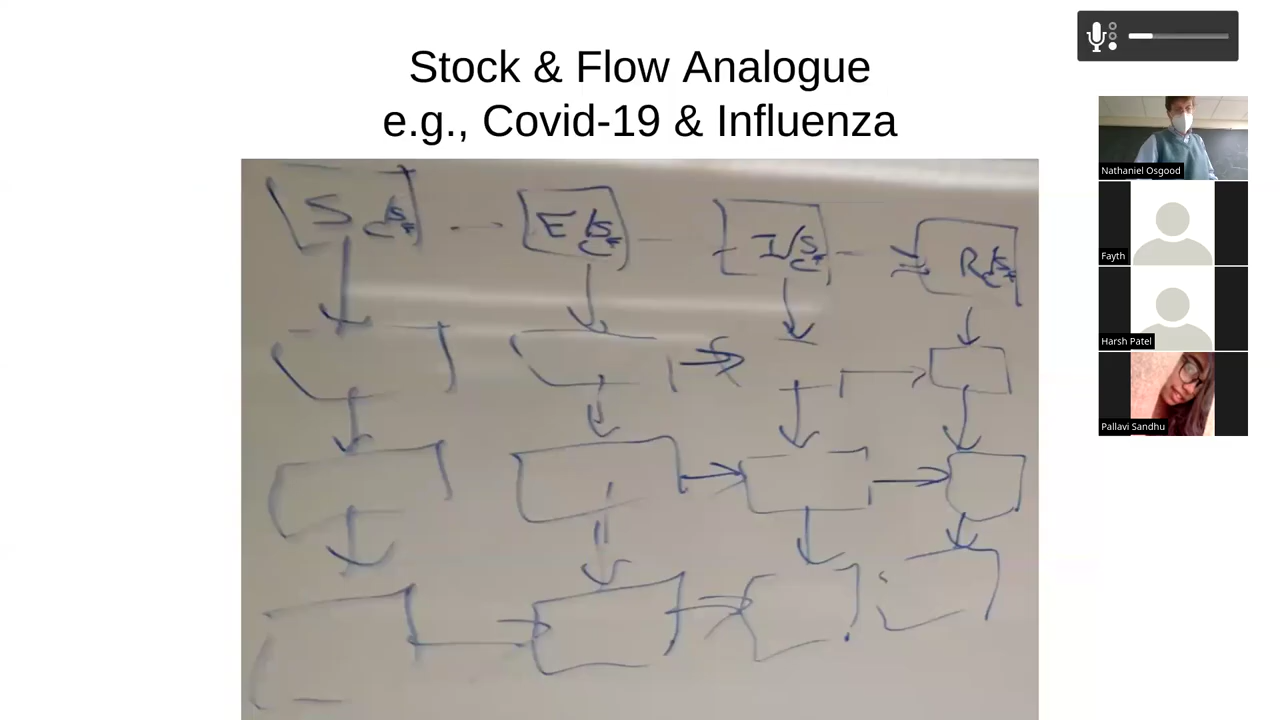 Stock & Flow Analogue
e.g., Covid-19 & Influenza
S
E
I
R
Nathaniel Osgood
Fayth
Harsh Patel
Pallavi Sandhu